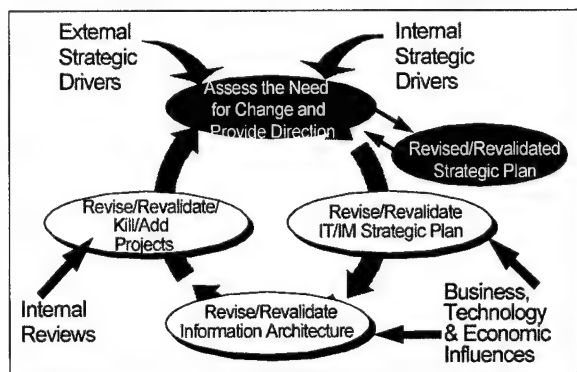 External
Strategic
Drivers
Internal
Strategic
Drivers
Assess the Need
for Change and
Provide Direction
Revised/Revalidated
Strategic Plan
Revise/Revalidate/
Kill/Add
Projects
Revise/Revalidate
IT/IM Strategic Plan
Internal
Reviews
Revise/Revalidate
Information Architecture
Business,
Technology
& Economic
Influences